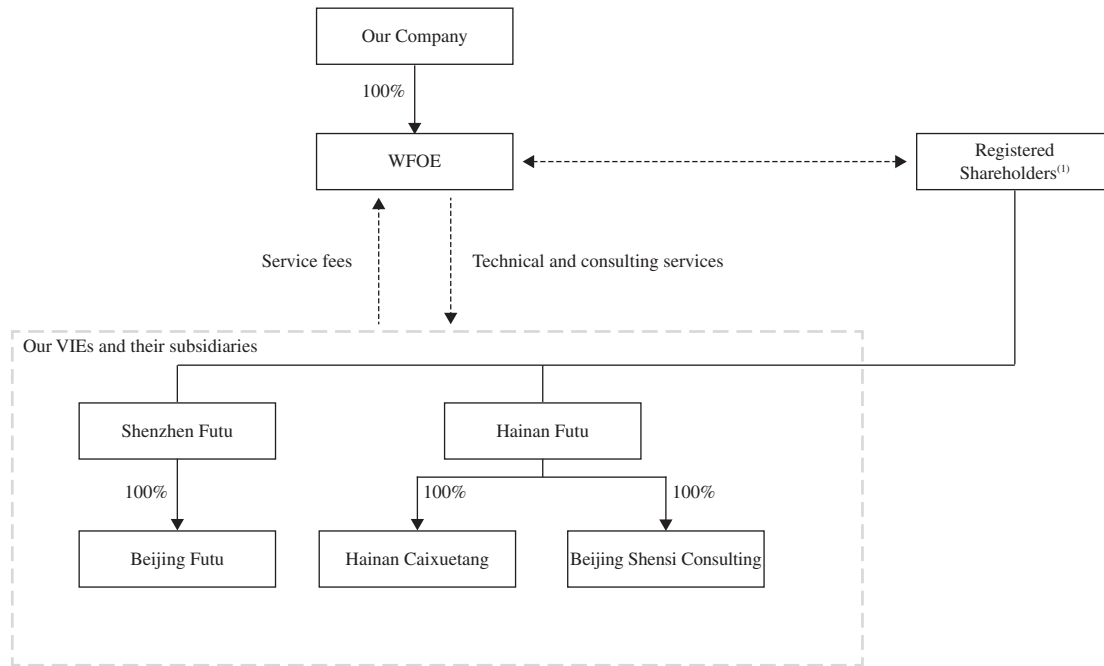 Our Company
100%
WFOE
Registered
Shareholders(1)
Service fees
Technical and consulting services
Our VIEs and their subsidiaries
Shenzhen Futu
Hainan Futu
100%
100%
100%
Beijing Futu
Hainan Caixuetang
Beijing Shensi Consulting